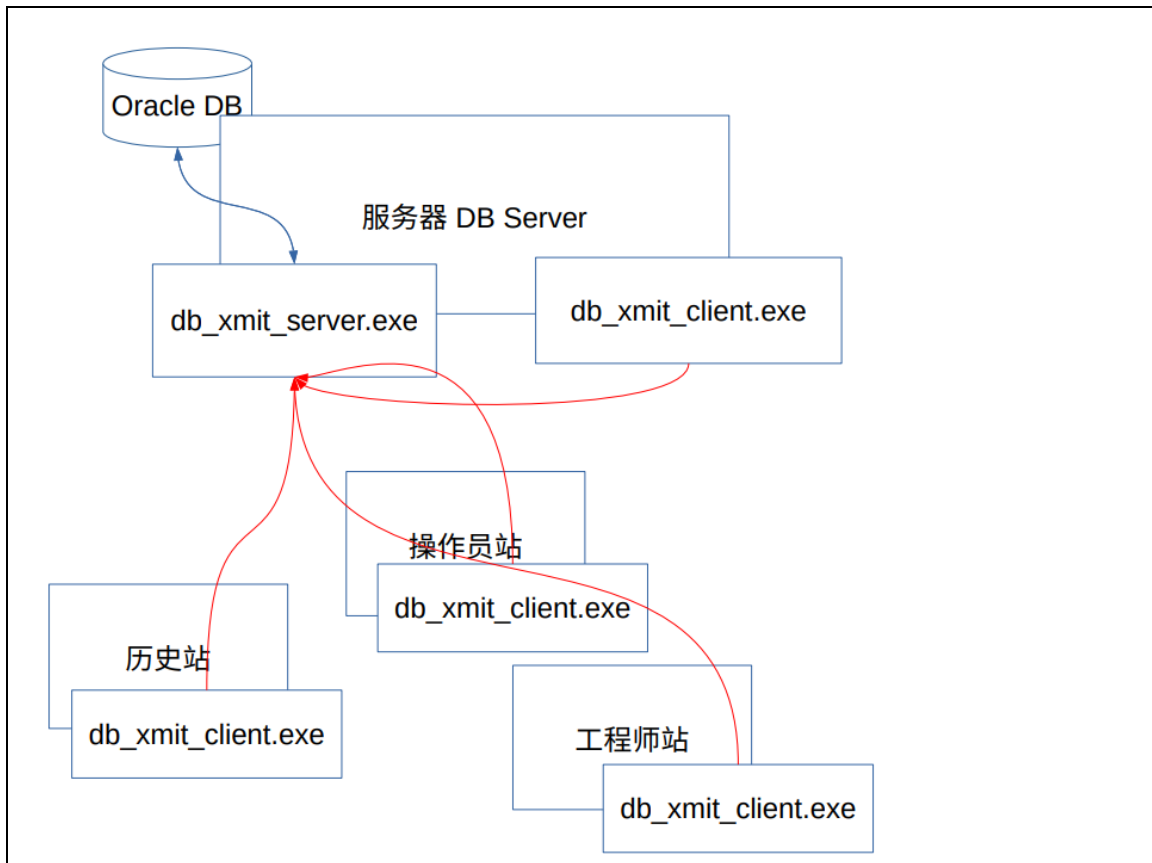 Oracle DB
服务器 DB Server
db_xmit_server.exe
db_xmit_client.exe
操作员站
db_xmit_client.exe
历史站
db_xmit_client.exe
工程师站
db_xmit_client.exe